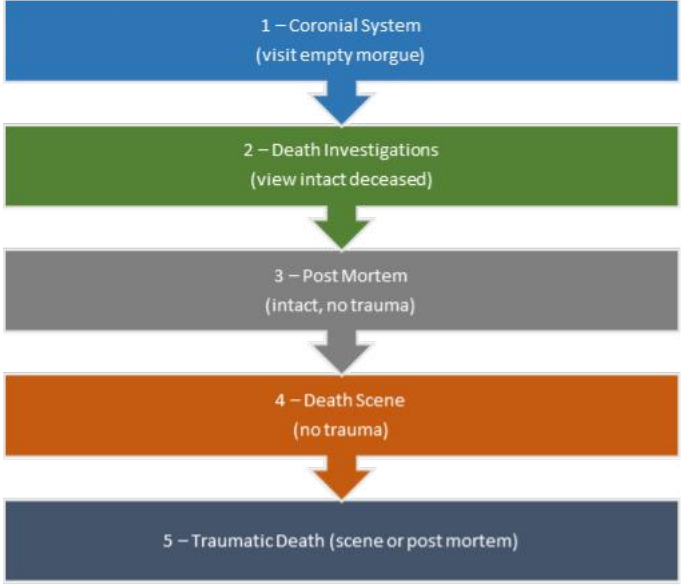 1 – Coronial System
(visit empty morgue)
2 – Death Investigations
(view intact deceased)
3 – Post Mortem
(intact, no trauma)
4 – Death Scene
(no trauma)
5 – Traumatic Death (scene or post mortem)